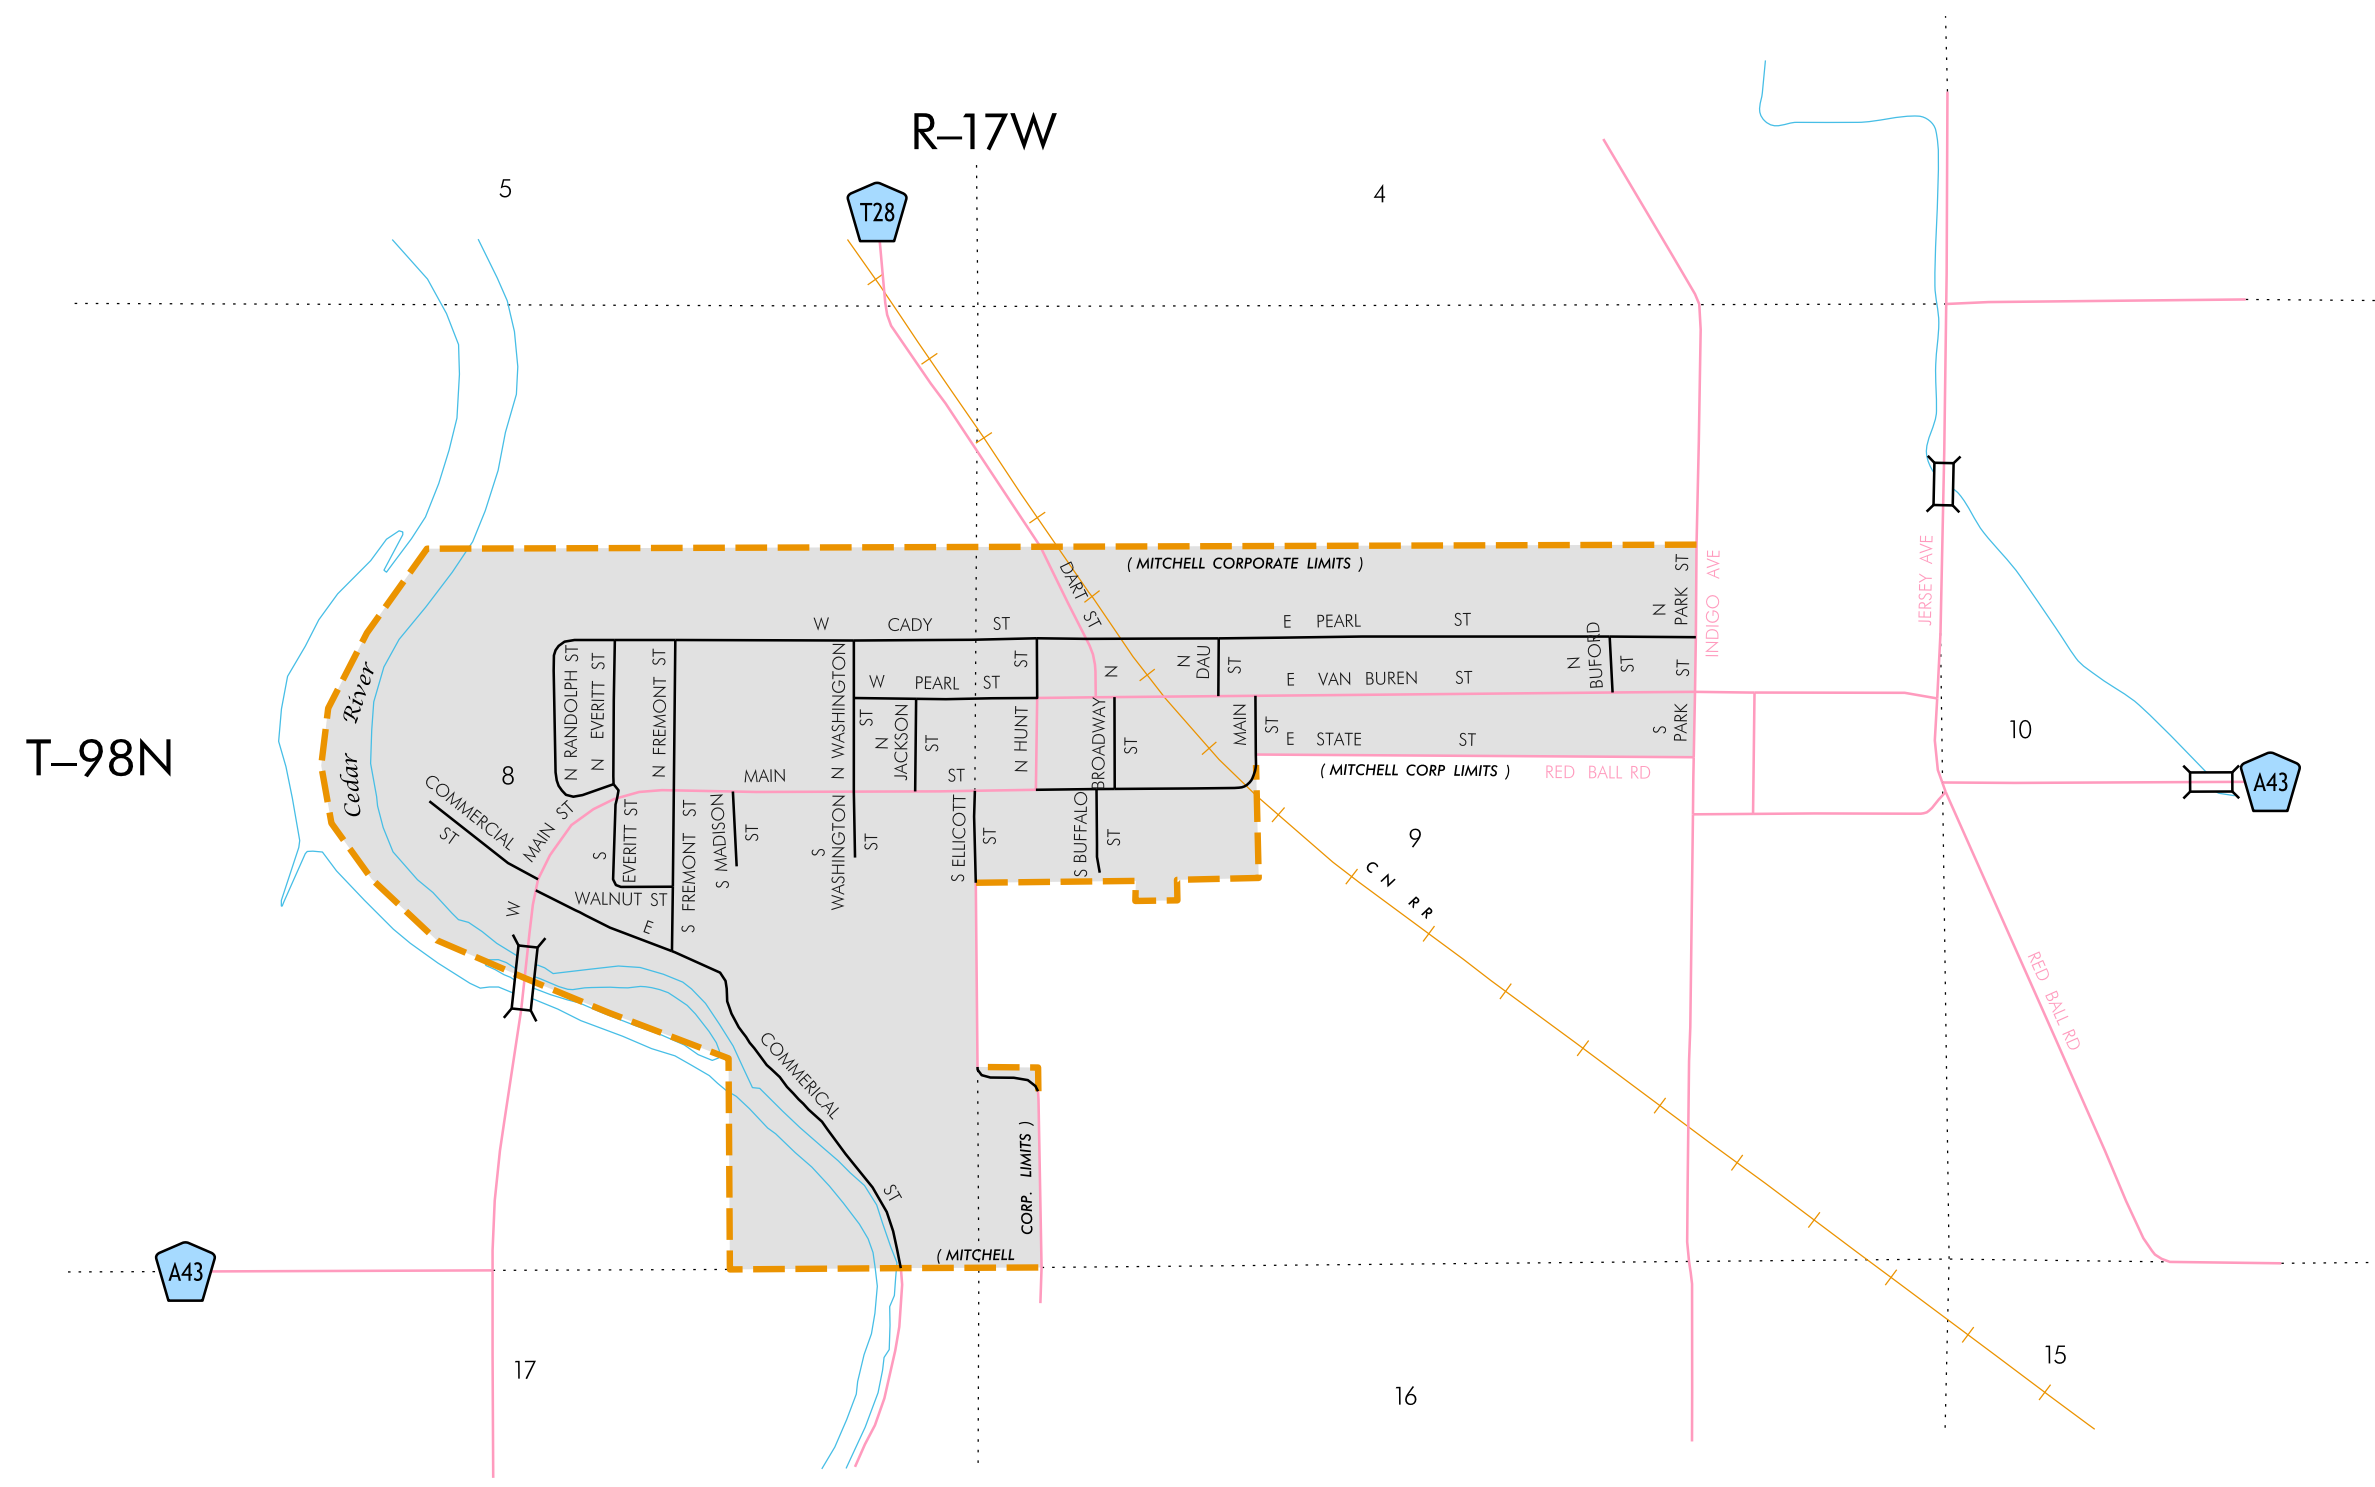 R–17W
5
4
T28
( MITCHELL CORPORATE LIMITS )
DART ST
N PARK ST
INDIGO AVE
JERSEY AVE
W CADY ST
E PEARL ST
N RANDOLPH ST
N EVERITT ST
N FREMONT ST
N WASHINGTON ST
W PEARL ST
N JACKSON ST
N HUNT ST
N BROADWAY ST
N DAU ST
MAIN ST
E VAN BUREN ST
N BUFORD ST
S PARK ST
E STATE ST
( MITCHELL CORP LIMITS )
RED BALL RD
10
T–98N
Cedar River
8
MAIN ST
A43
COMMERCIAL ST
W MAIN ST
S EVERITT ST
S FREMONT ST
S MADISON ST
S WASHINGTON ST
S ELLICOTT ST
S BUFFALO ST
9
WALNUT ST
C N R R
E COMMERICAL ST
RED BALL RD
( MITCHELL CORP. LIMITS )
A43
17
16
15